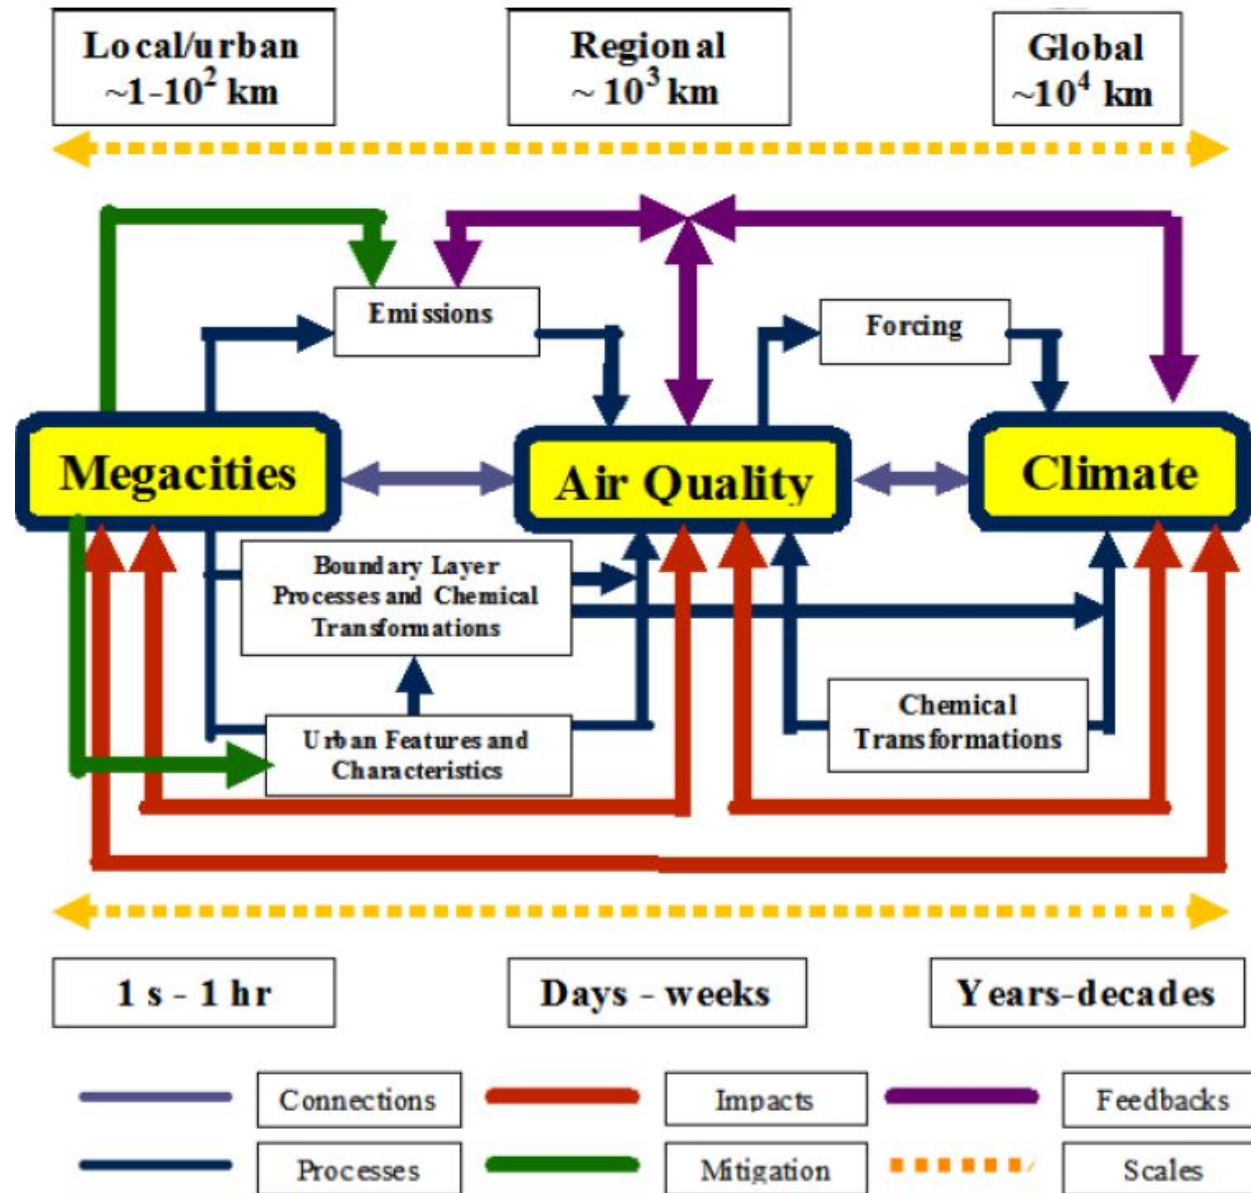 Local/urban
~1-10² km
Regional
~ 10³ km
Global
~10⁴ km
Emissions
Forcing
Megacities
Air Quality
Climate
Boundary Layer
Processes and Chemical
Transformations
Urban Features and
Characteristics
Chemical
Transformations
1 s - 1 hr
Days - weeks
Years-decades
Connections
Impacts
Feedbacks
Processes
Mitigation
Scales